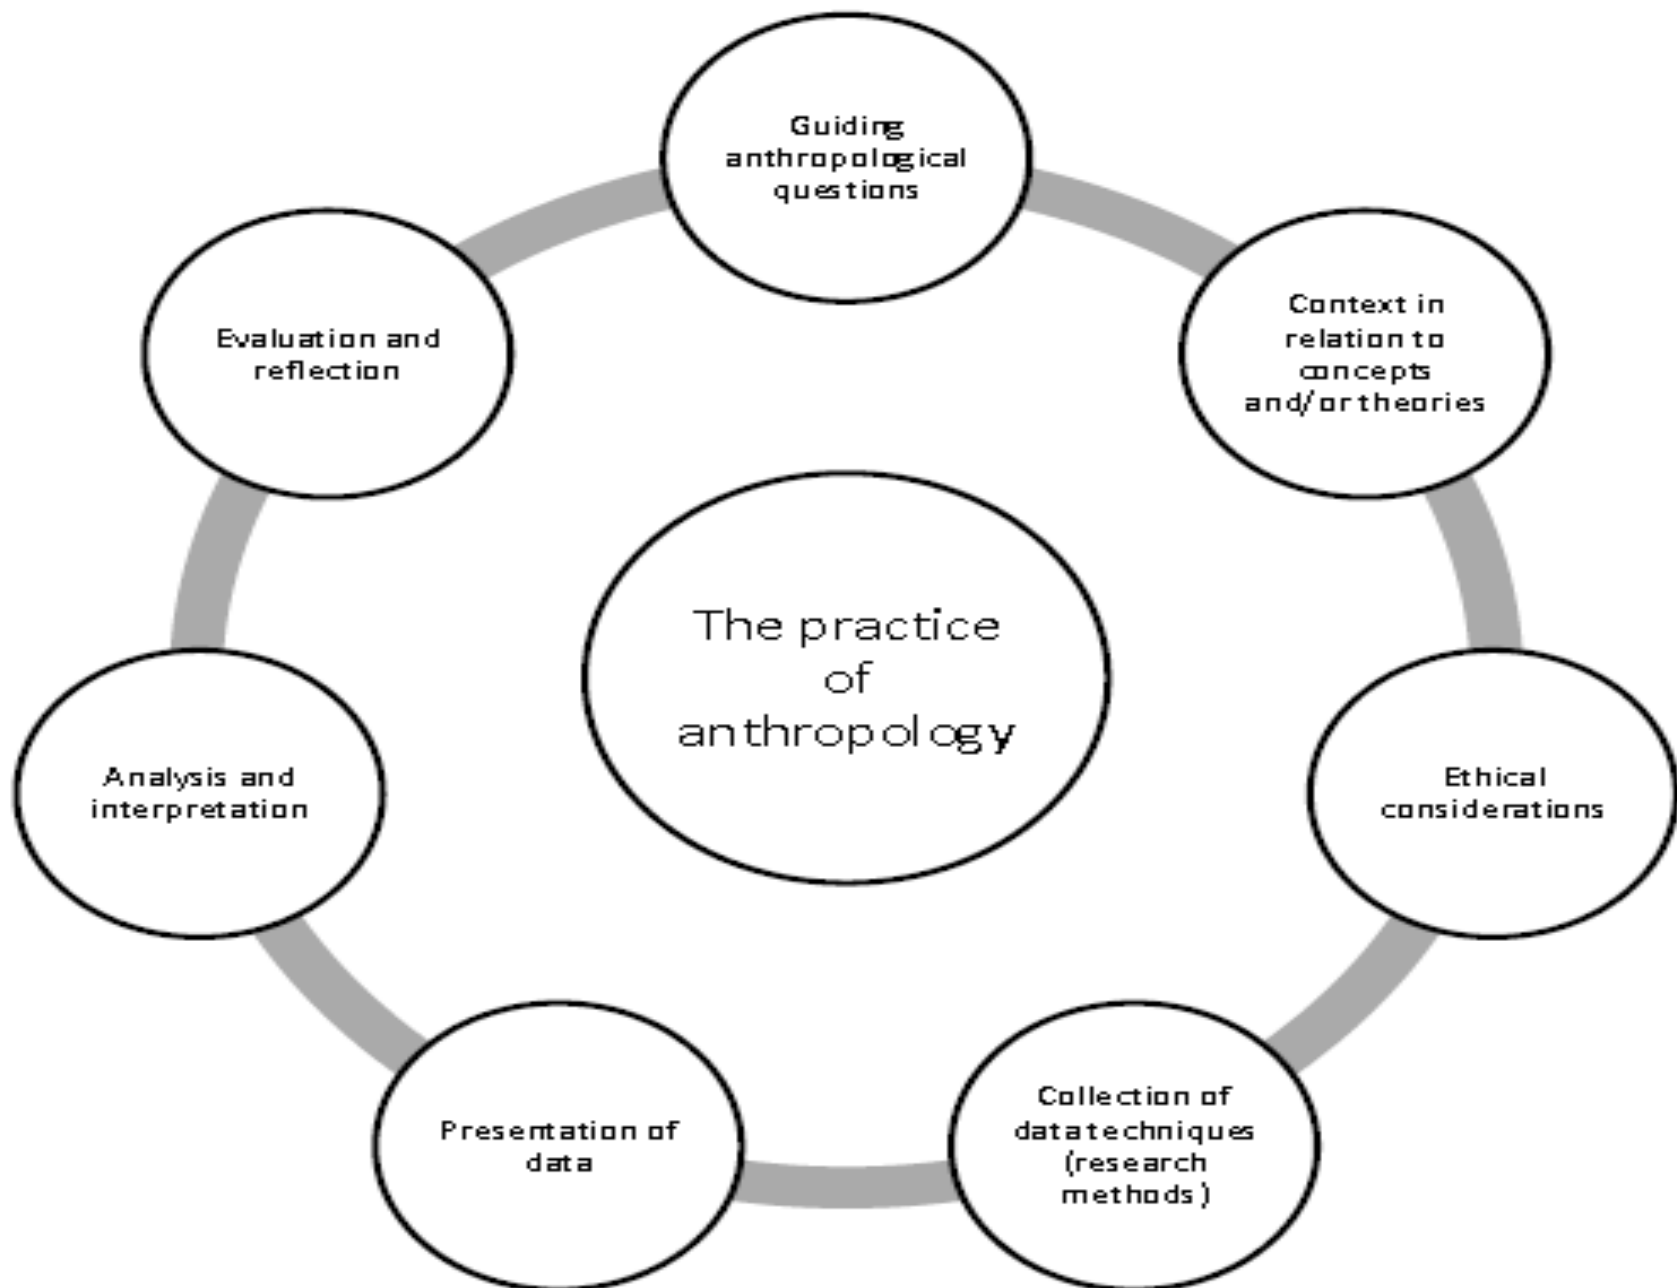 Guiding
anthropological
questions
Context in
relation to
concepts
and/or theories
Ethical
considerations
Collection of
data techniques
(research
methods)
Presentation of
data
Analysis and
interpretation
Evaluation and
reflection
The practice
of
anthropology